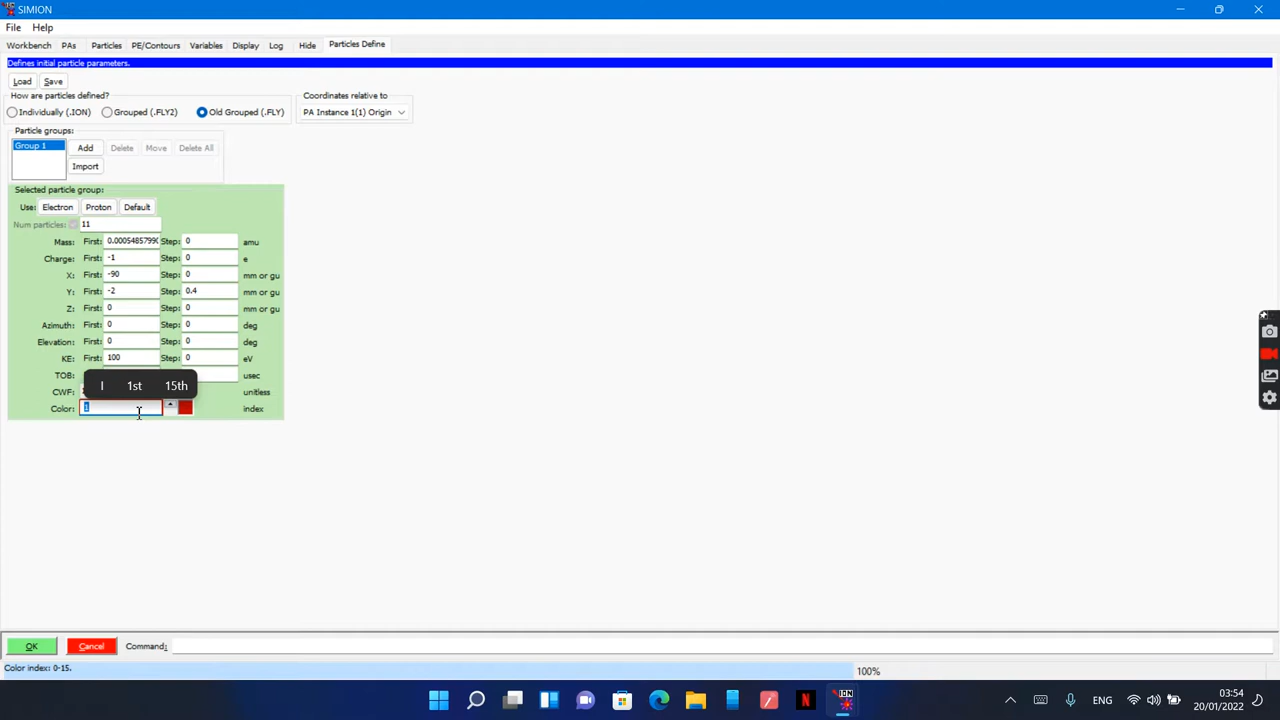 SIMION
File Help
Workbench PAs Particles PE/Contours Variables Display Log Hide Particles Define
Defines initial particle parameters.
Load Save
How are particles defined? Coordinates relative to
Individually (.ION) Grouped (.FLY2) Old Grouped (.FLY) PA Instance 1(1) Origin
Particle groups:
Group 1 Add Delete Move Delete All
Import
Selected particle group:
Use: Electron Proton Default
Num particles: 11
Mass: First: 0.0005485799 Step: 0 amu
Charge: First: -1 Step: 0 e
X: First: -90 Step: 0 mm or gu
Y: First: -2 Step: 0.4 mm or gu
Z: First: 0 Step: 0 mm or gu
Azimuth: First: 0 Step: 0 deg
Elevation: First: 0 Step: 0 deg
KE: First: 100 Step: 0 eV
TOB: usec
I 1st 15th
CWF: unitless
Color: 1 index
OK Cancel Command:
Color index: 0-15. 100%
ENG 03:54
20/01/2022